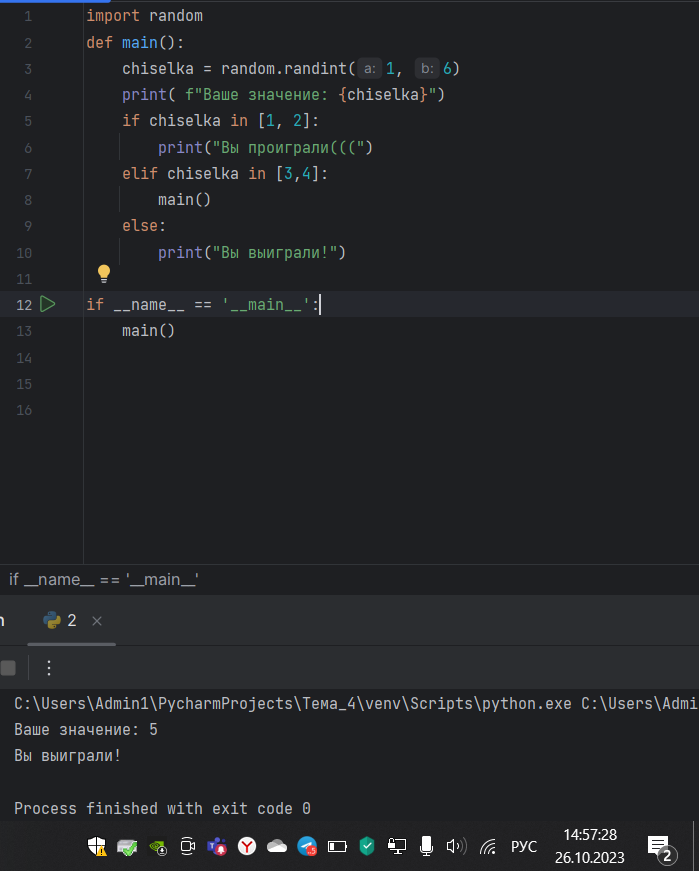 1 import random
2 def main():
3 chiselka = random.randint( a: 1, b: 6)
4 print( f"Ваше значение: {chiselka}")
5 if chiselka in [1, 2]:
6 print("Вы проиграли(((")
7 elif chiselka in [3,4]:
8 main()
9 else:
10 print("Вы выиграли!")
11
12 if __name__ == '__main__':
13 main()
14
15
16
if __name__ == '__main__'
2 ×
C:\Users\Admin1\PycharmProjects\Тема_4\venv\Scripts\python.exe C:\Users\Admi
Ваше значение: 5
Вы выиграли!
Process finished with exit code 0
РУС
14:57:28
26.10.2023
2